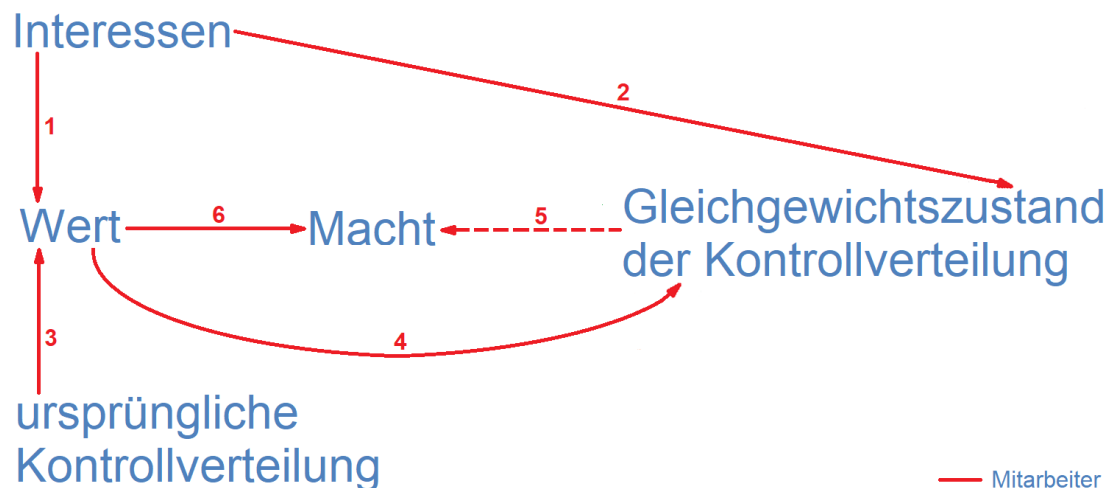 Interessen
2
1
Wert
6
Macht
5
Gleichgewichtszustand
der Kontrollverteilung
3
4
ursprüngliche
Kontrollverteilung
Mitarbeiter